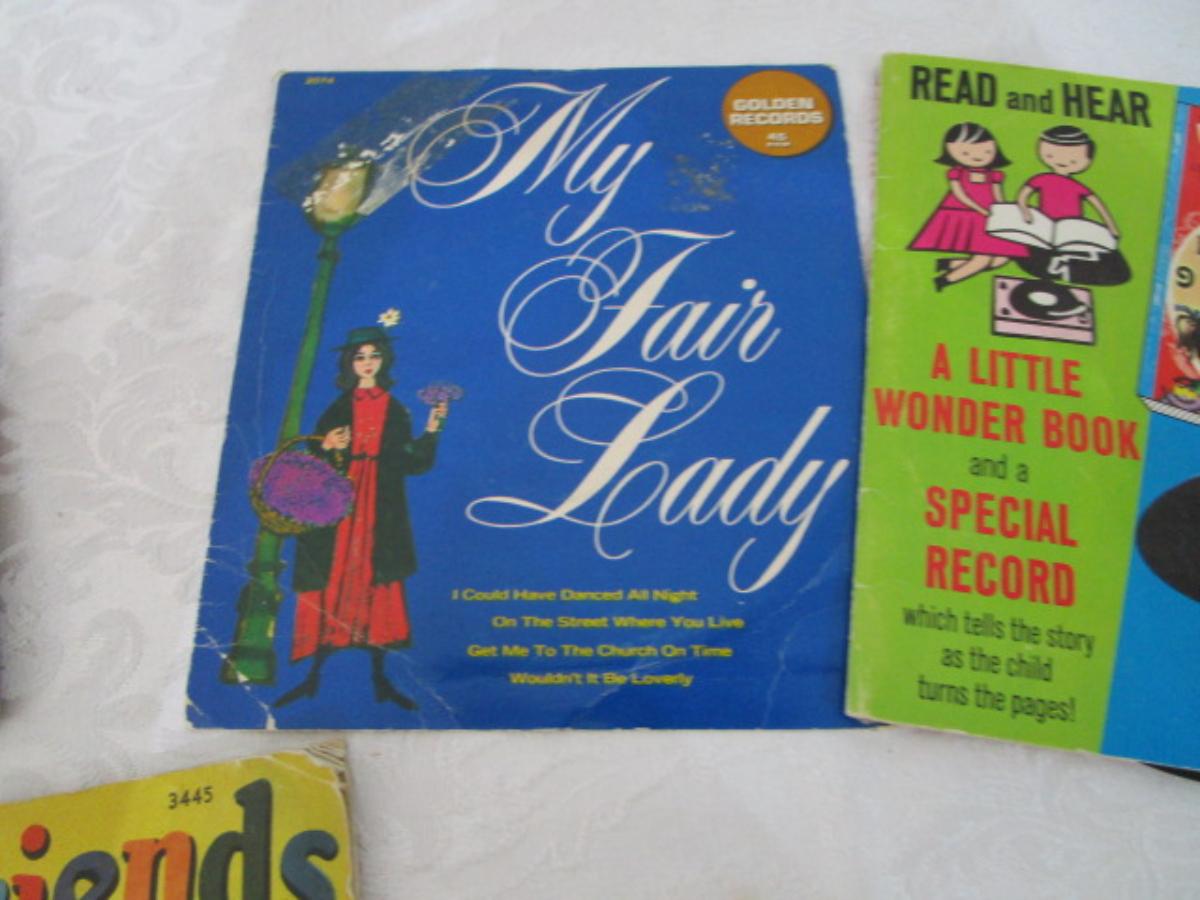 My
Fair
Lady
GOLDEN
RECORDS
45
I Could Have Danced All Night
On The Street Where You Live
Get Me To The Church On Time
Wouldn't It Be Loverly
READ and HEAR
A LITTLE
WONDER BOOK
and a
SPECIAL
RECORD
which tells the story
as the child
turns the pages!
9
3445
iends